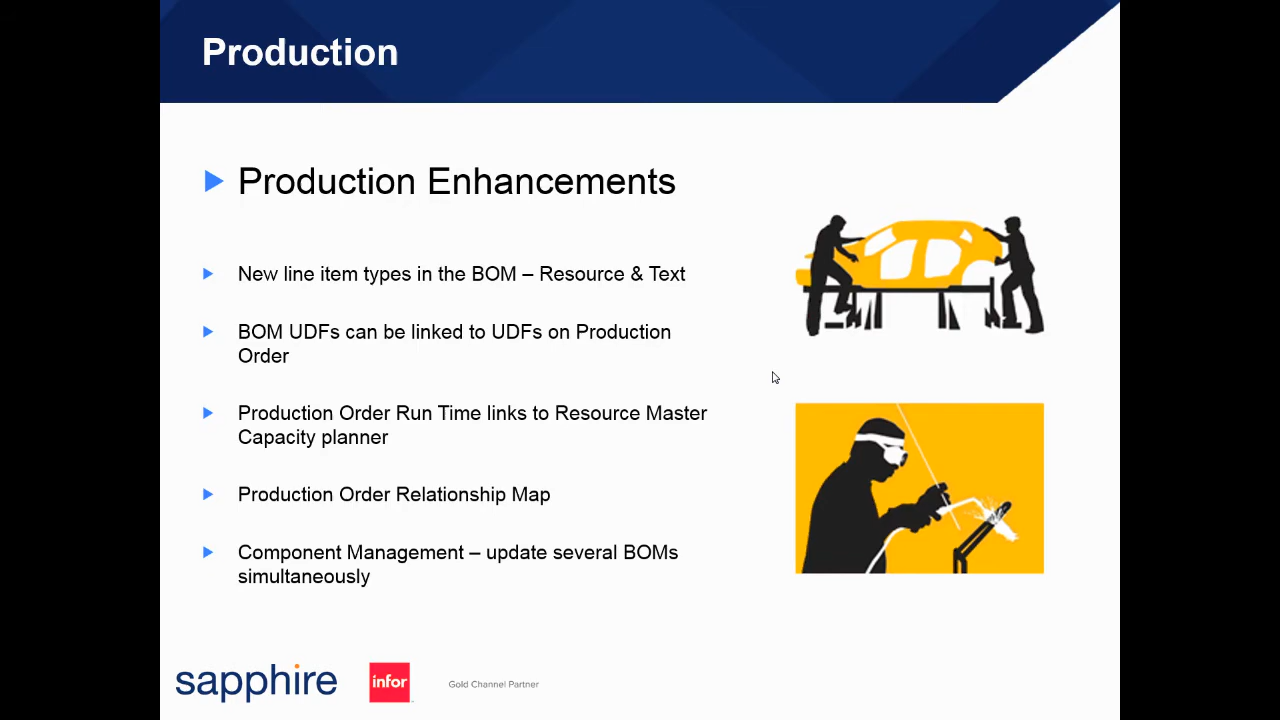 Production
Production Enhancements
New line item types in the BOM – Resource & Text
BOM UDFs can be linked to UDFs on Production
Order
Production Order Run Time links to Resource Master
Capacity planner
Production Order Relationship Map
Component Management – update several BOMs
simultaneously
sapphire
infor
Gold Channel Partner